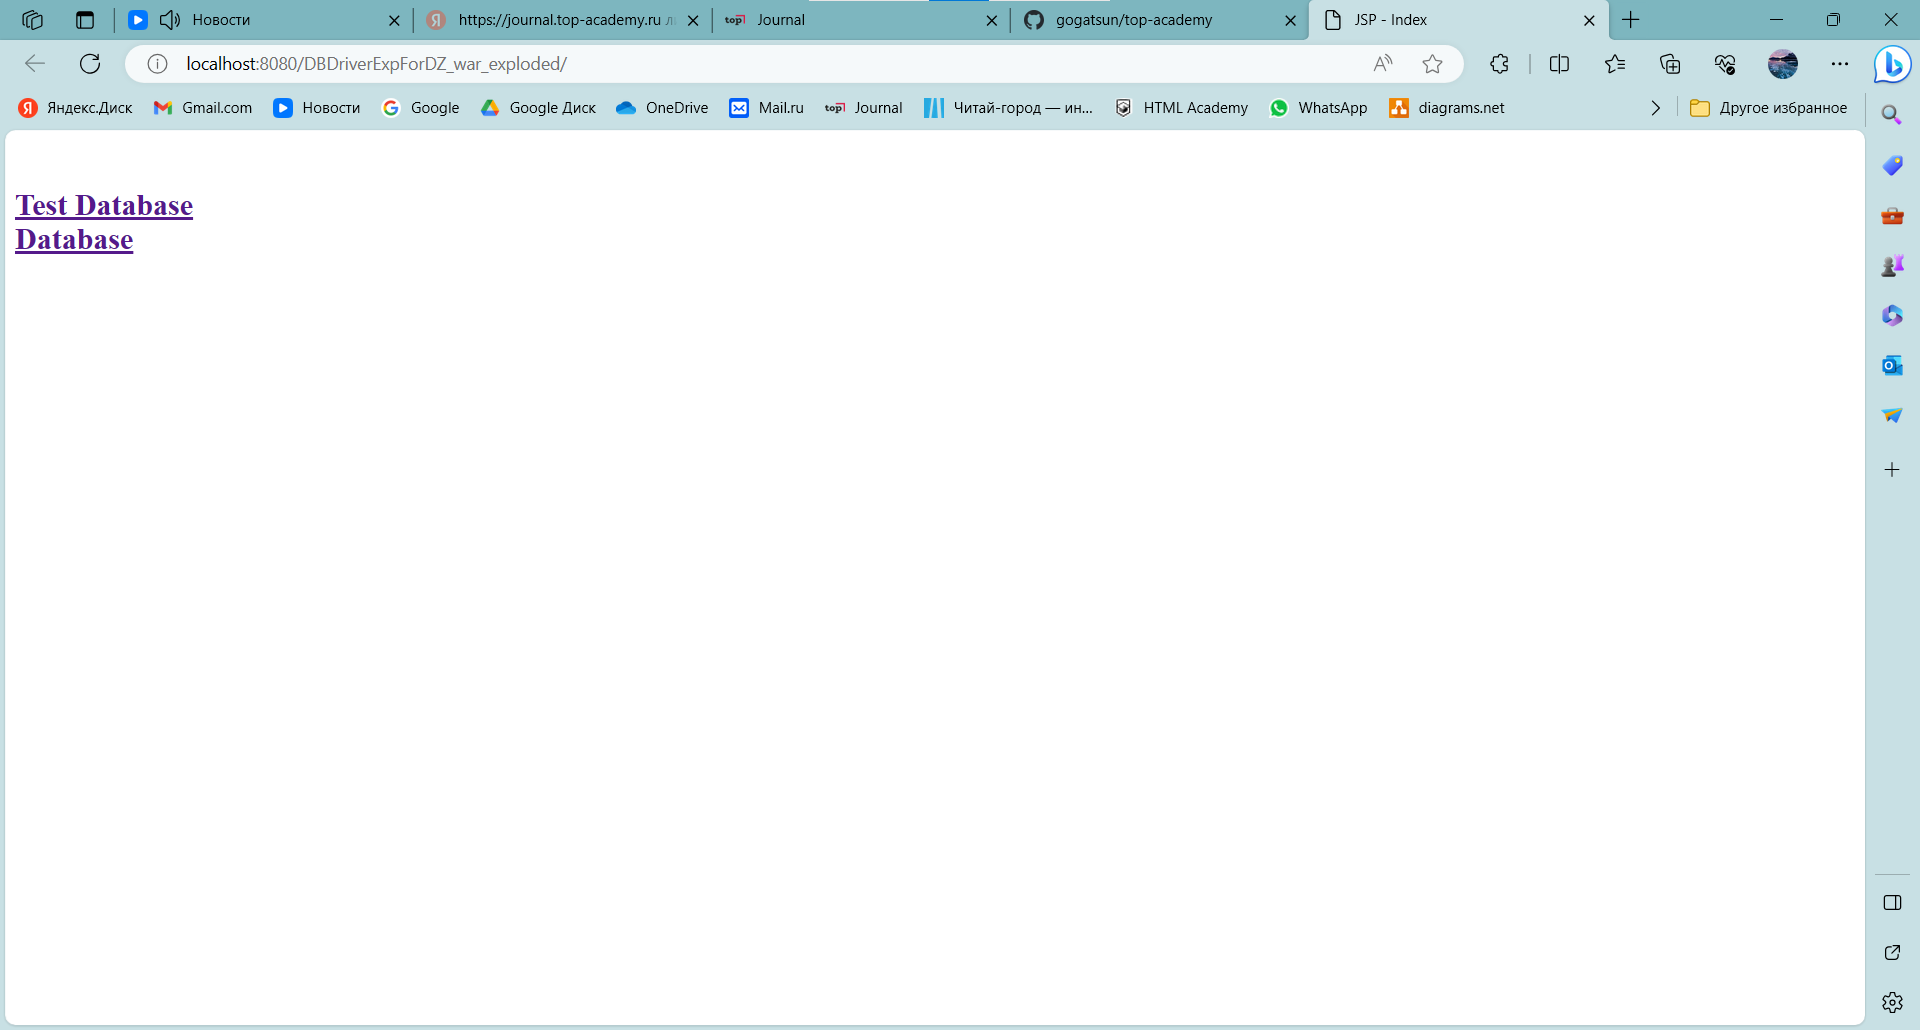 Новости
https://journal.top-academy.ru
top Journal
gogatsun/top-academy
JSP - Index
localhost:8080/DBDriverExpForDZ_war_exploded/
Я Яндекс.Диск
Gmail.com
Новости
Google
Google Диск
OneDrive
Mail.ru
top Journal
Читай-город — ин...
HTML Academy
WhatsApp
diagrams.net
Другое избранное
Test Database
Database